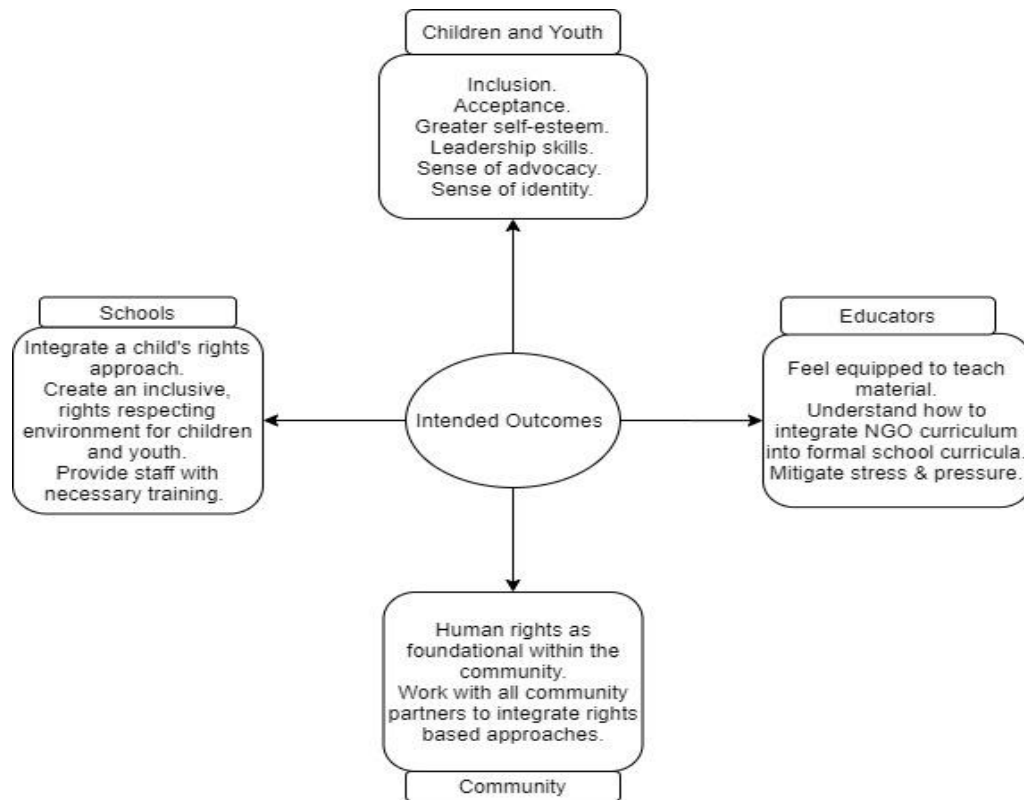 Children and Youth
Inclusion.
Acceptance.
Greater self-esteem.
Leadership skills.
Sense of advocacy.
Sense of identity.
Schools
Integrate a child's rights
approach.
Create an inclusive,
rights respecting
environment for children
and youth.
Provide staff with
necessary training.
Intended Outcomes
Educators
Feel equipped to teach
material.
Understand how to
integrate NGO curriculum
into formal school curricula.
Mitigate stress & pressure.
Human rights as
foundational within the
community.
Work with all community
partners to integrate rights
based approaches.
Community